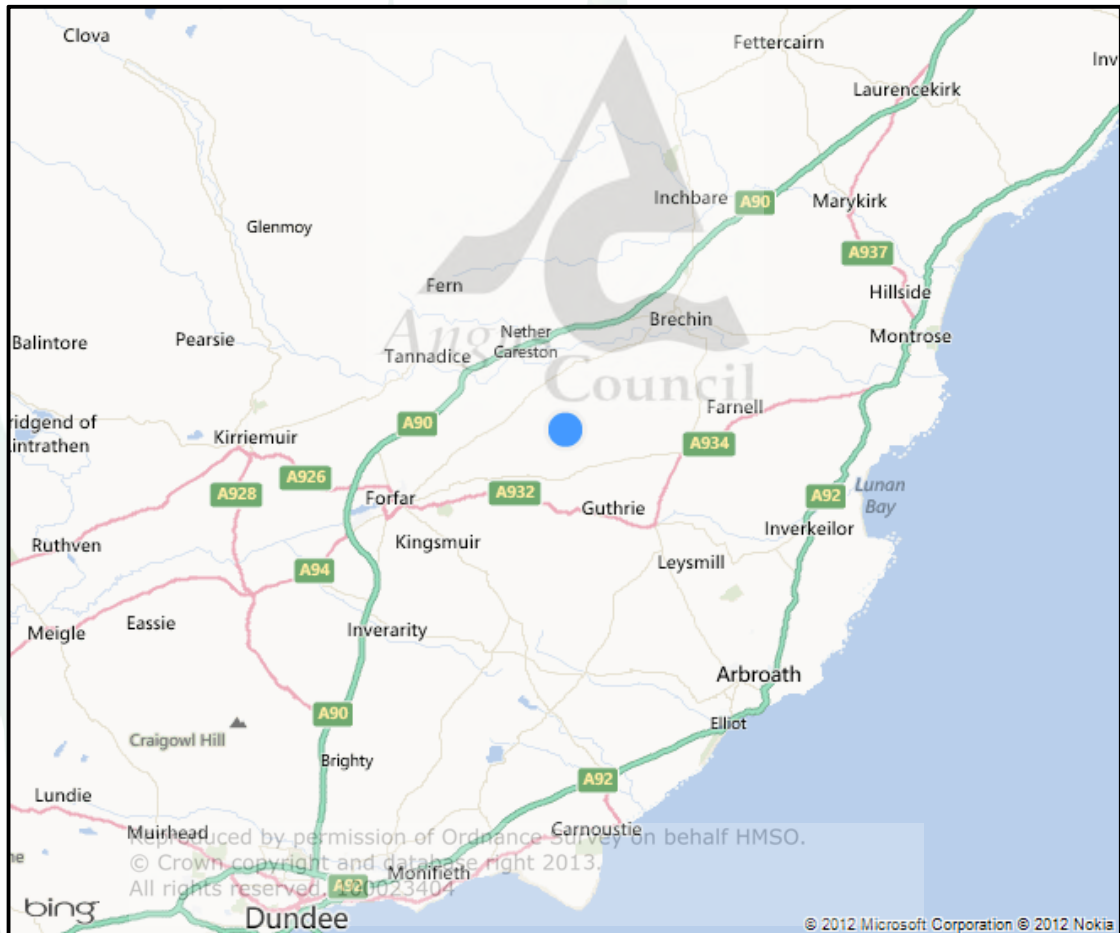 Clova
Fettercairn
Inv
Laurencekirk
Inchbare
A90
Marykirk
Glenmoy
A937
Fern
Hillside
Nether
Careston
Brechin
Balintore
Pearsie
Angus
Tannadice
Montrose
Council
Farnell
ridgend of
intrathen
Kirriemuir
A90
A934
A926
A928
A932
A92
Lunan
Bay
Forfar
Guthrie
Inverkeilor
Ruthven
Kingsmuir
Leysmill
A94
Meigle
Eassie
Inverarity
Arbroath
A90
Elliot
Craigowl Hill
Brighty
A92
Lundie
Muirhead
Carnoustie
Reproduced by permission of Ordnance Survey on behalf HMSO.
© Crown copyright and database right 2013.
Monifieth
All rights reserved. 100023404
A92
bing
Dundee
© 2012 Microsoft Corporation © 2012 Nokia